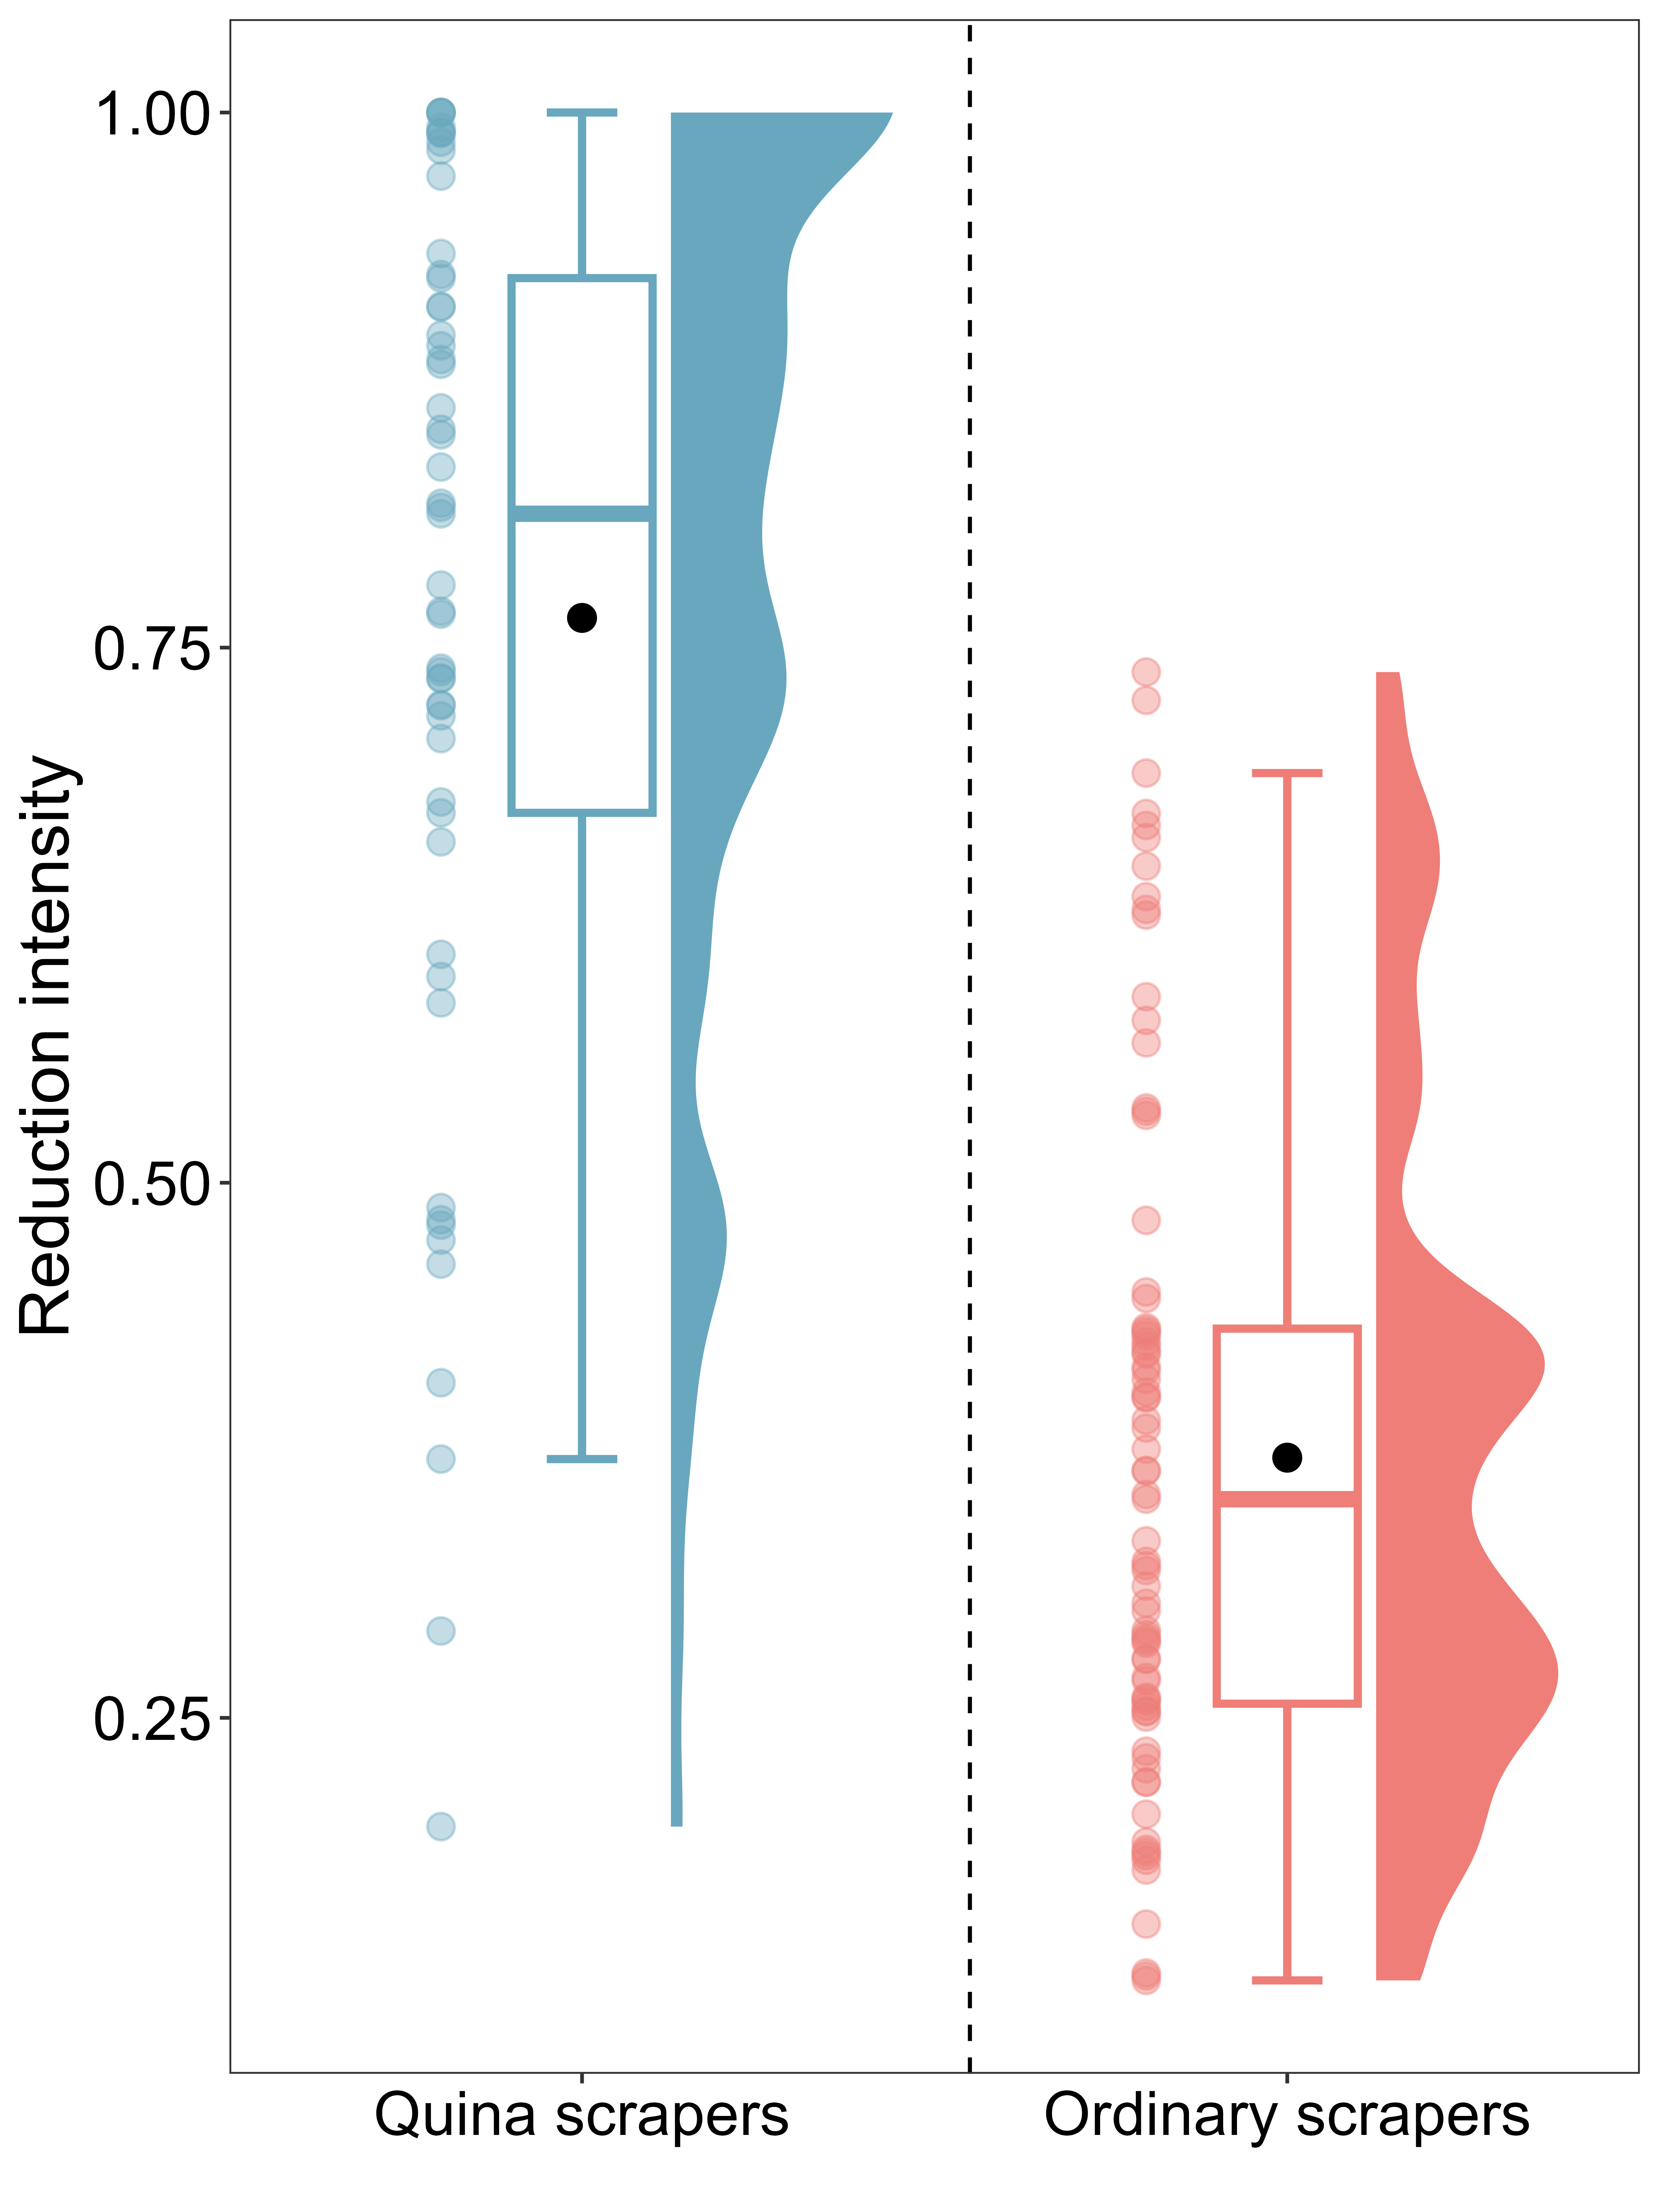 Reduction intensity
1.00
0.75
0.50
0.25
Quina scrapers
Ordinary scrapers